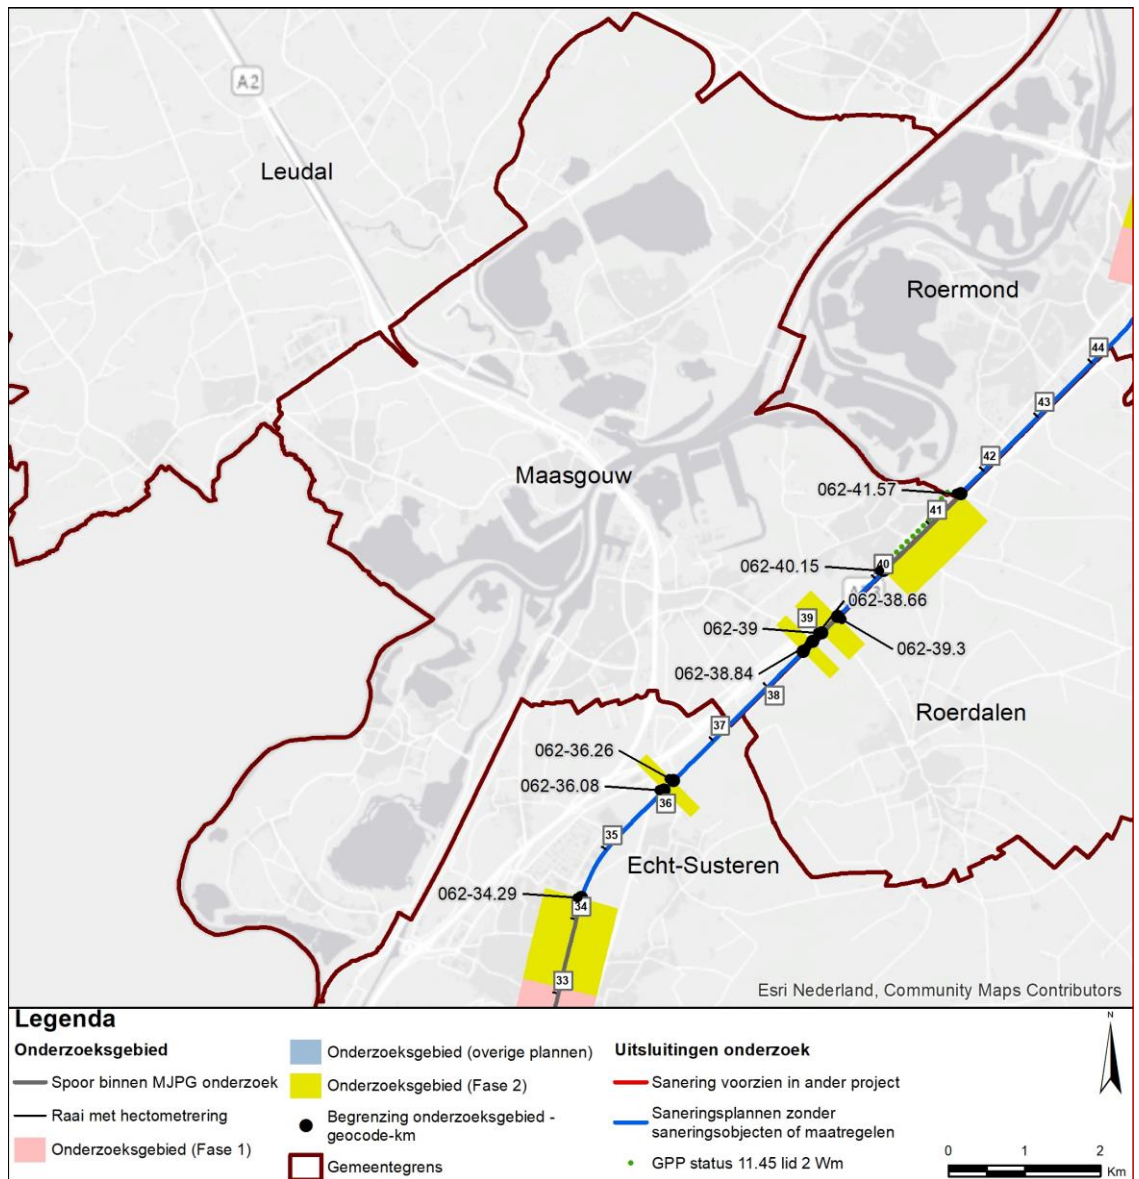 A2
Leudal
Roermond
44
43
Maasgouw
42
062-41.57
41
062-40.15
40
062-38.66
39
062-39
062-39.3
062-38.84
38
Roerdalen
37
062-36.26
062-36.08
36
35
Echt-Susteren
062-34.29
34
33
Esri Nederland, Community Maps Contributors
Legenda
Onderzoeksgebied
Spoor binnen MJPG onderzoek
Raai met hectometrering
Onderzoeksgebied (Fase 1)
Onderzoeksgebied (overige plannen)
Onderzoeksgebied (Fase 2)
Begrenzing onderzoeksgebied -
geocode-km
Gemeentegrens
Uitsluitingen onderzoek
Sanering voorzien in ander project
Saneringsplannen zonder
saneringsobjecten of maatregelen
GPP status 11.45 lid 2 Wm
N
0 1 2
Km